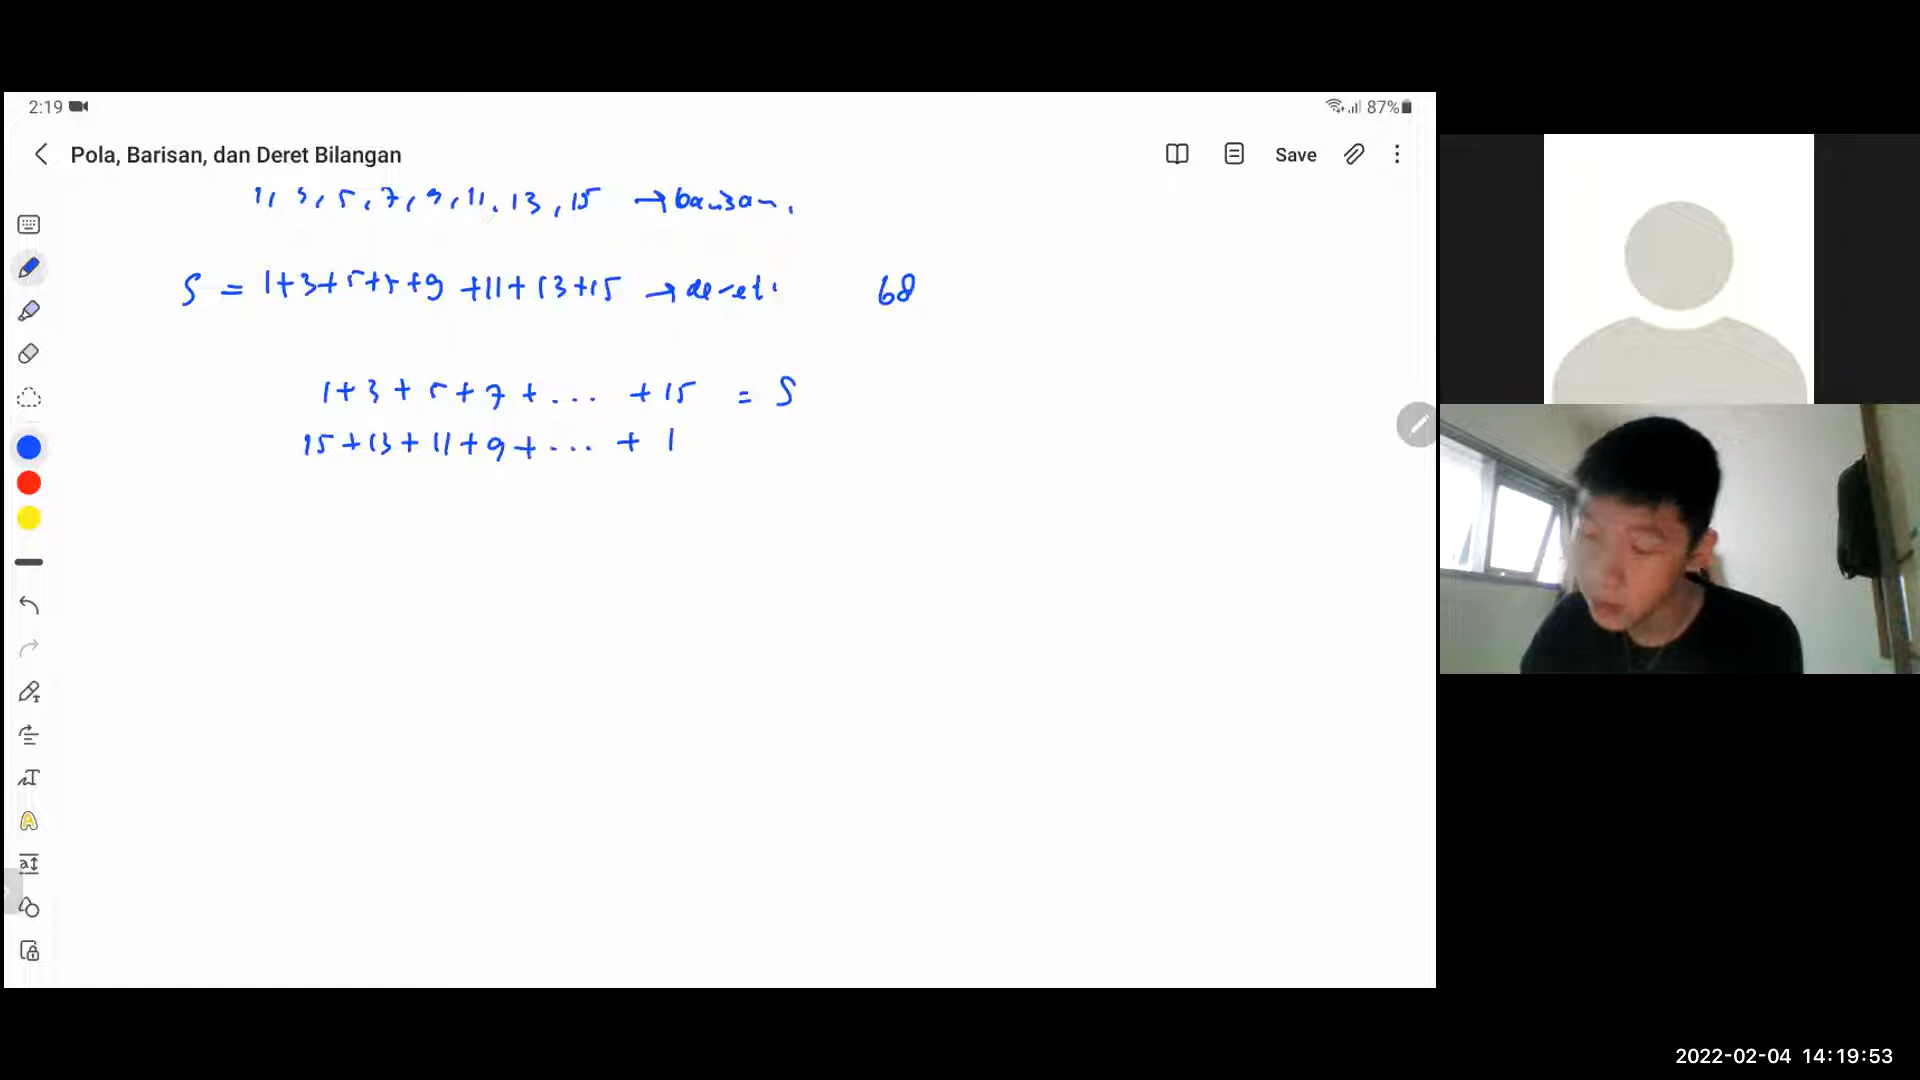 2:19
87%
Pola, Barisan, dan Deret Bilangan
Save
1, 3, 5, 7, 9, 11, 13, 15 → barisan.
S = 1+3+5+7+9+11+13+15 → deret. 68
1+3+5+7+... +15 = S
15+13+11+9+... + 1
2022-02-04 14:19:53